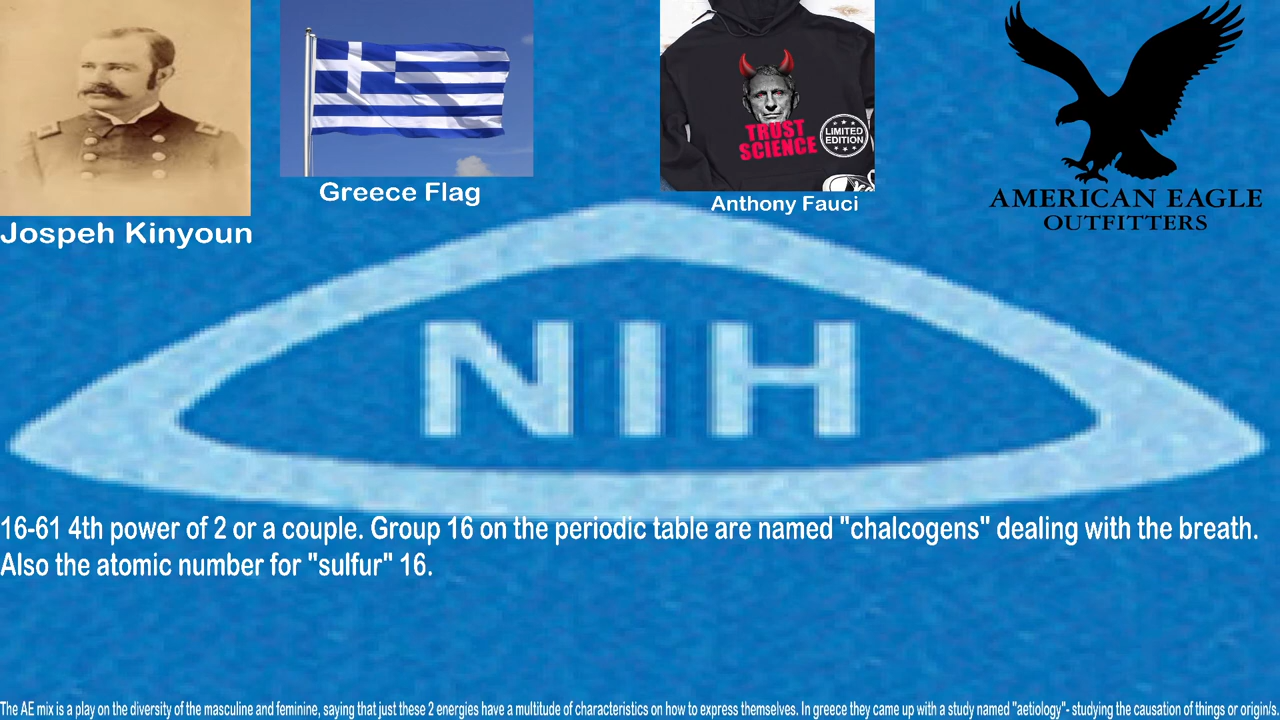 TRUST
SCIENCE
LIMITED
EDITION
AMERICAN EAGLE
OUTFITTERS
Greece Flag
Anthony Fauci
Jospeh Kinyoun
NIH
16-61 4th power of 2 or a couple. Group 16 on the periodic table are named "chalcogens" dealing with the breath.
Also the atomic number for "sulfur" 16.
The AE mix is a play on the diversity of the masculine and feminine, saying that just these 2 energies have a multitude of characteristics on how to express themselves. In greece they came up with a study named "aetiology"- studying the causation of things or origin/s.